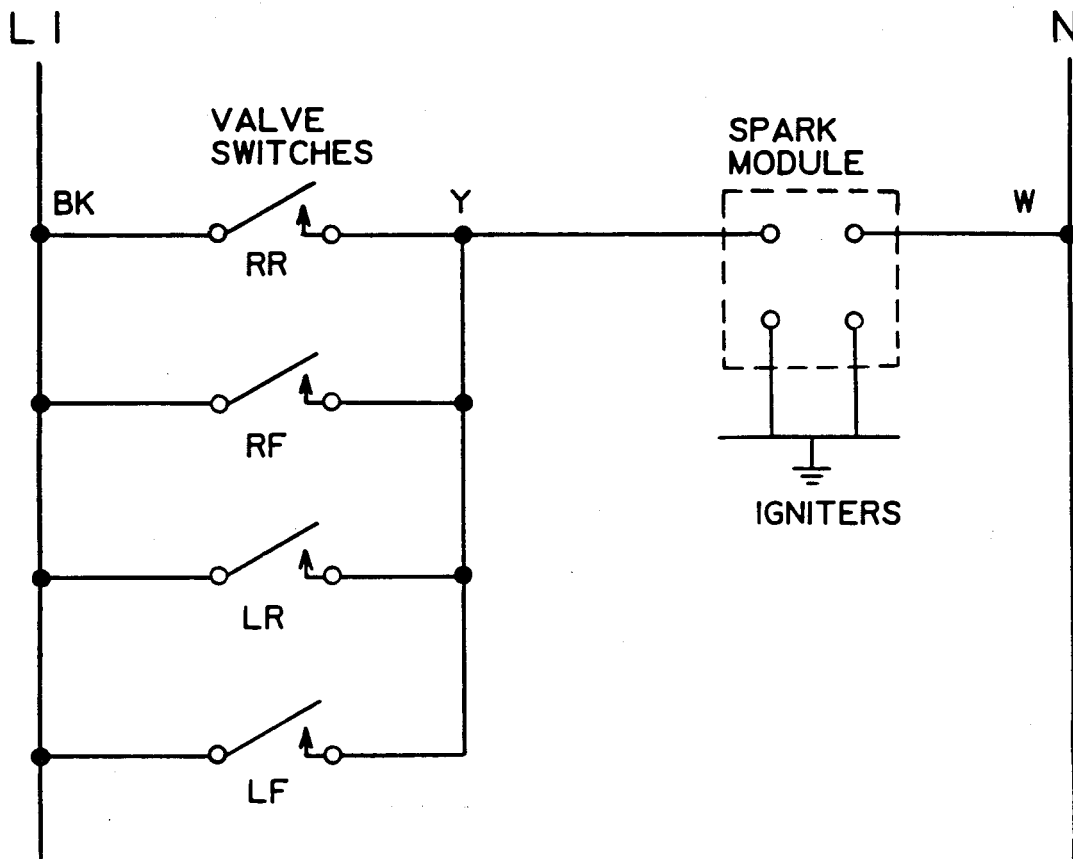 L1
N
VALVE
SWITCHES
SPARK
MODULE
BK
Y
W
RR
RF
IGNITERS
LR
LF